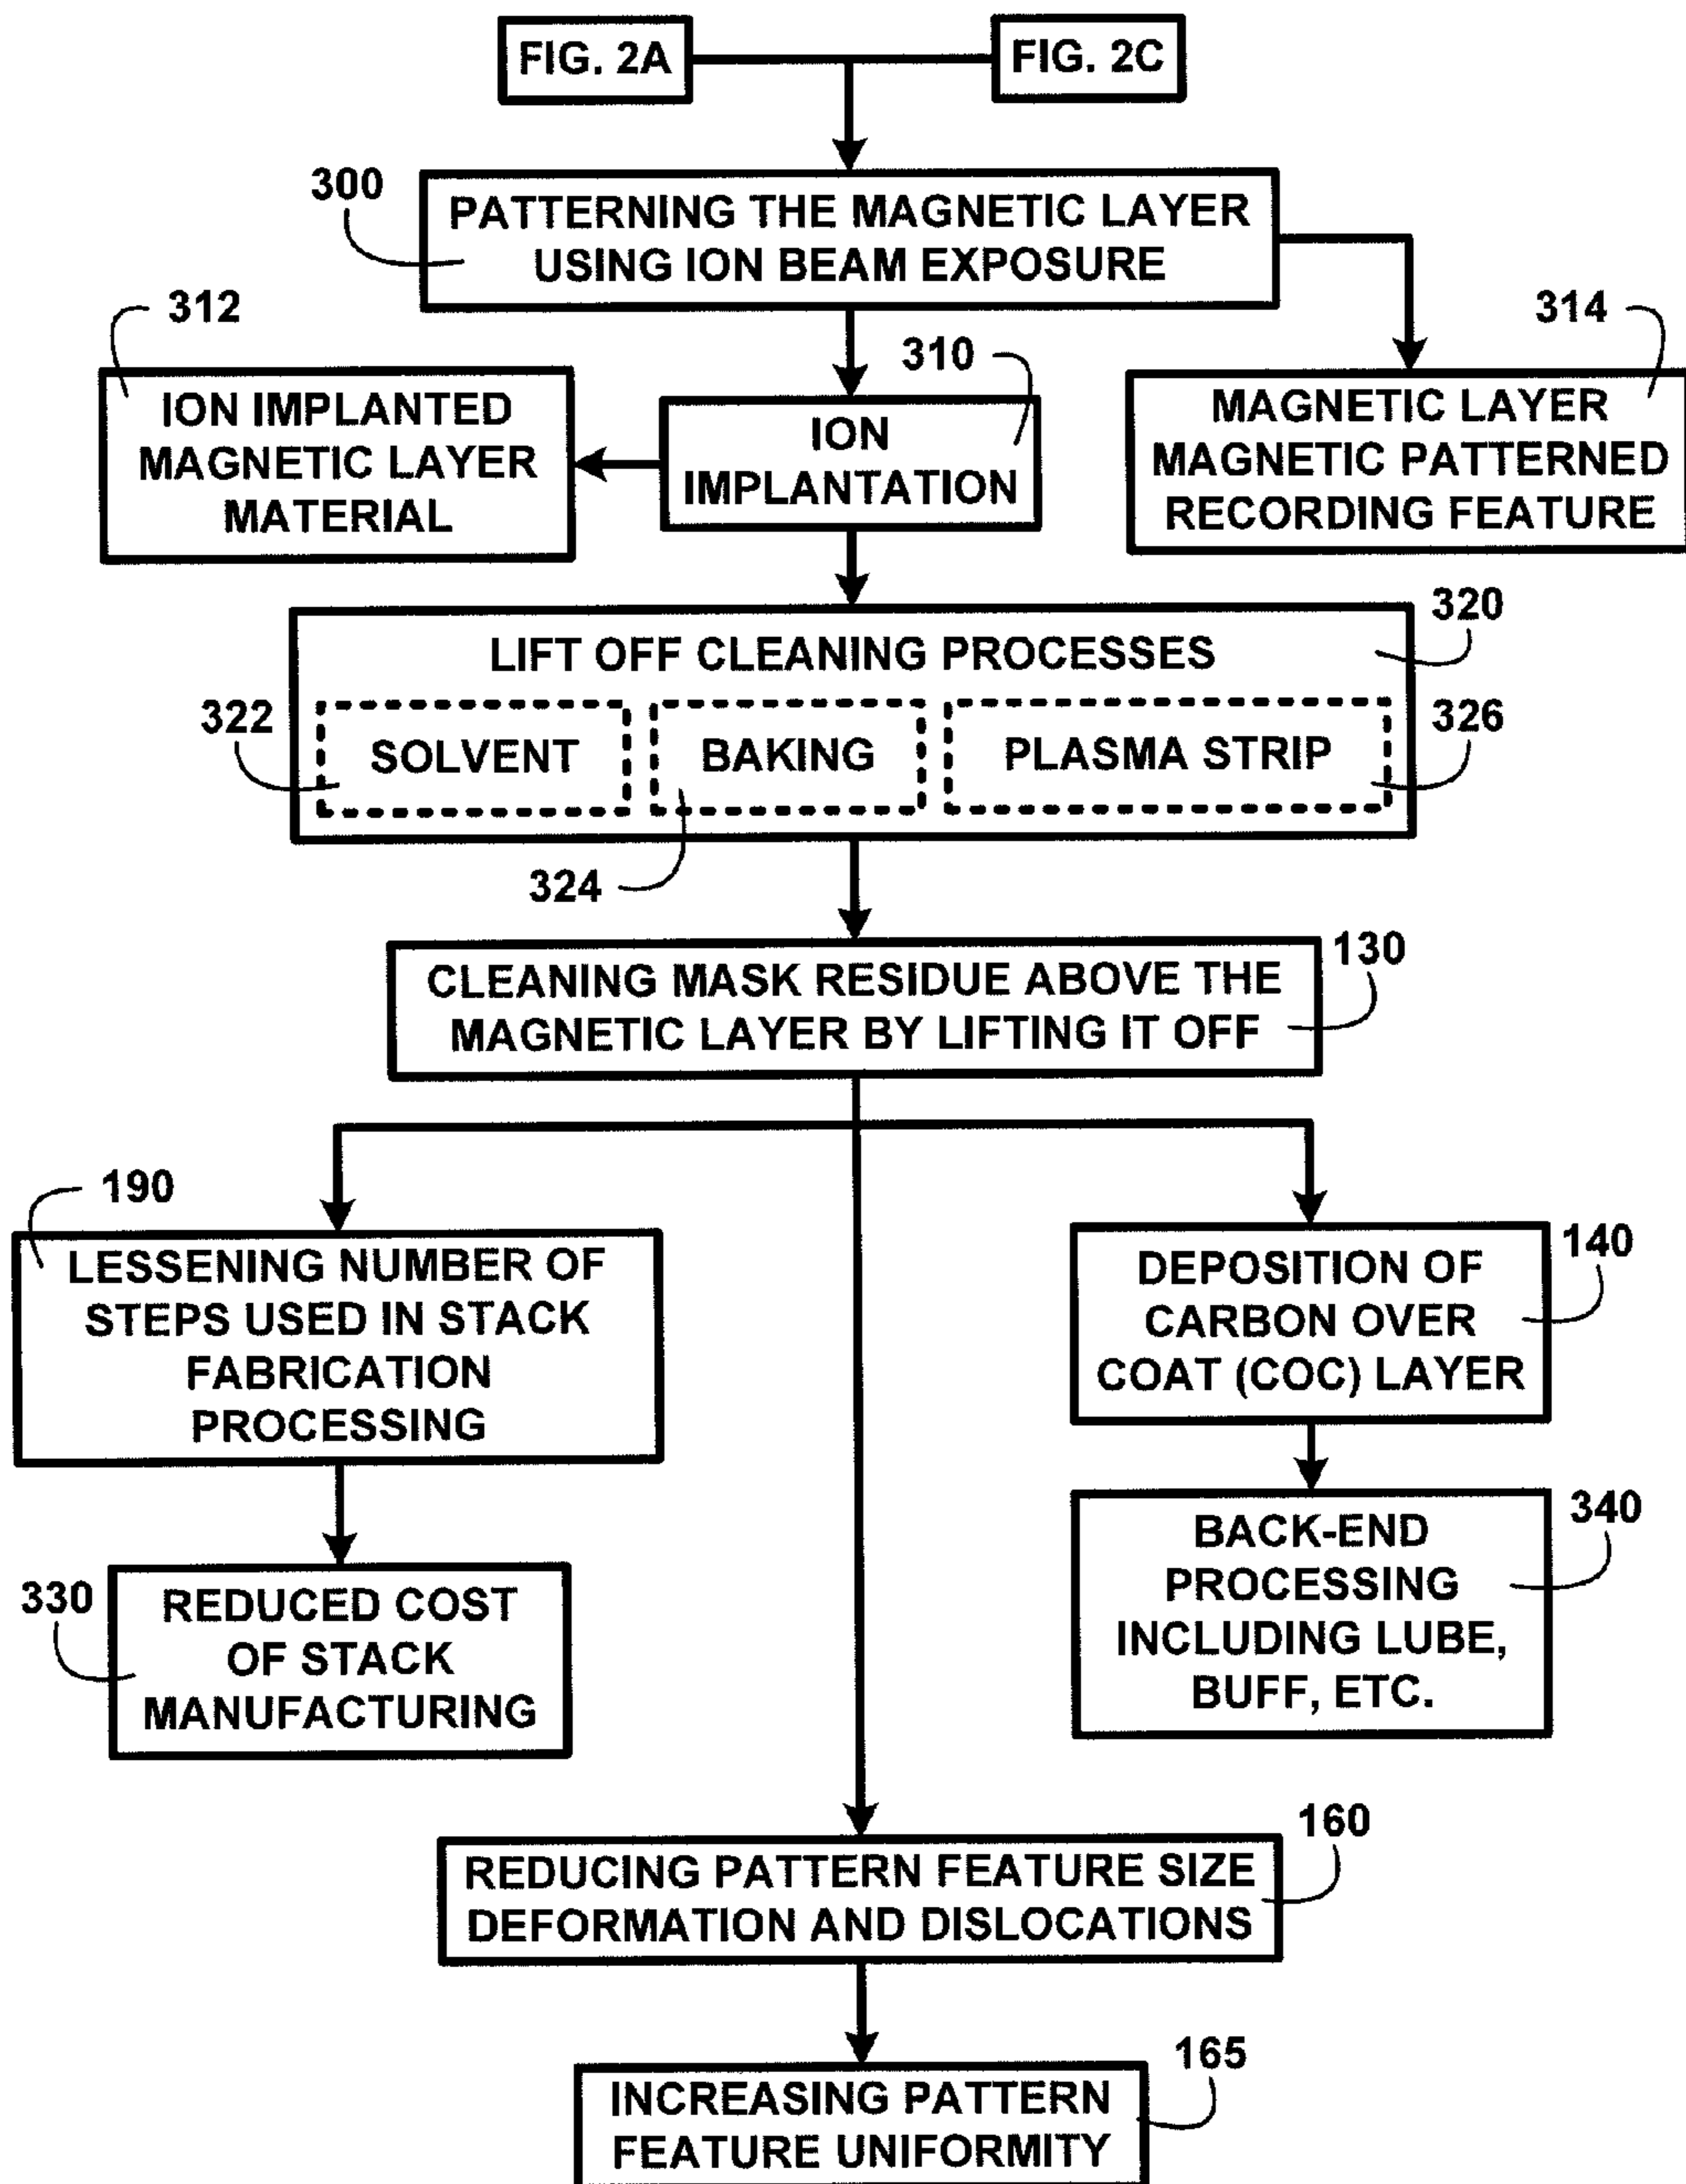 FIG. 2A
FIG. 2C
300
PATTERNING THE MAGNETIC LAYER
USING ION BEAM EXPOSURE
312
310
314
ION IMPLANTED
MAGNETIC LAYER
MATERIAL
ION
IMPLANTATION
MAGNETIC LAYER
MAGNETIC PATTERNED
RECORDING FEATURE
320
LIFT OFF CLEANING PROCESSES
322
SOLVENT
BAKING
PLASMA STRIP
326
324
CLEANING MASK RESIDUE ABOVE THE
MAGNETIC LAYER BY LIFTING IT OFF
130
190
LESSENING NUMBER OF
STEPS USED IN STACK
FABRICATION
PROCESSING
140
DEPOSITION OF
CARBON OVER
COAT (COC) LAYER
330
REDUCED COST
OF STACK
MANUFACTURING
340
BACK-END
PROCESSING
INCLUDING LUBE,
BUFF, ETC.
160
REDUCING PATTERN FEATURE SIZE
DEFORMATION AND DISLOCATIONS
165
INCREASING PATTERN
FEATURE UNIFORMITY